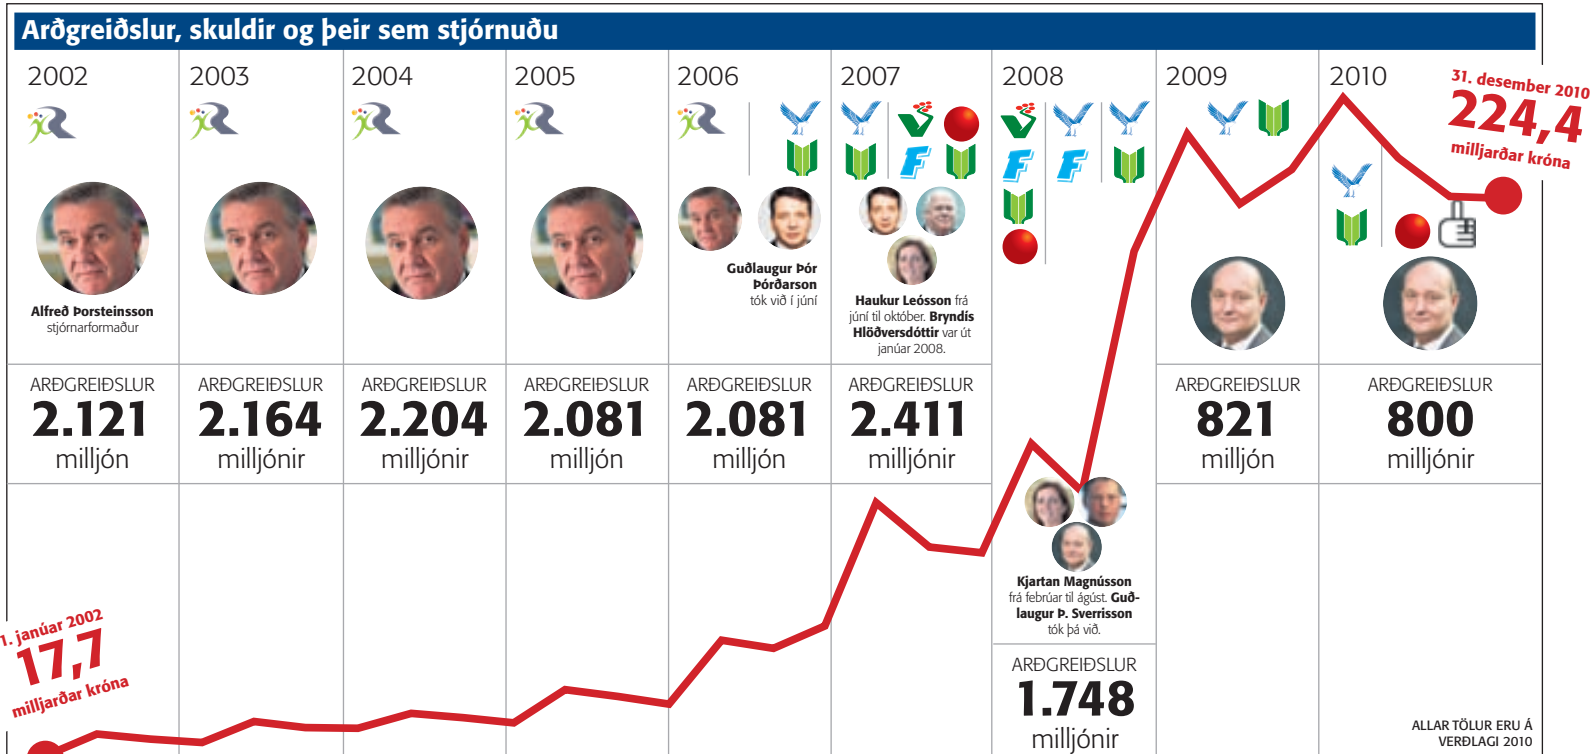 Arðgreiðslur, skuldir og þeir sem stjórnuðu
2002
2003
2004
2005
2006
2007
2008
2009
2010
31. desember 2010
224,4
milljarðar króna
Alfreð Þorsteinsson
stjórnarformaður
Guðlaugur Þór
Þórðarson
tók við í júní
Haukur Leósson frá
júní til október. Bryndís
Hlöðversdóttir var út
janúar 2008.
ARÐGREIÐSLUR
2.121
milljón
ARÐGREIÐSLUR
2.164
milljónir
ARÐGREIÐSLUR
2.204
milljónir
ARÐGREIÐSLUR
2.081
milljón
ARÐGREIÐSLUR
2.081
milljón
ARÐGREIÐSLUR
2.411
milljónir
ARÐGREIÐSLUR
821
milljón
ARÐGREIÐSLUR
800
milljónir
Kjartan Magnússon
frá febrúar til ágúst. Guð-
laugur Þ. Sverrisson
tók þá við.
ARÐGREIÐSLUR
1.748
milljónir
1. janúar 2002
17,7
milljarðar króna
ALLAR TÖLUR ERU Á
VERÐLAGI 2010